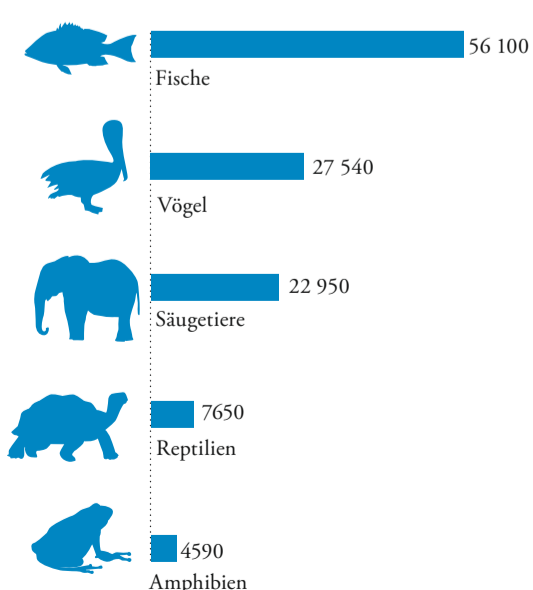 56 100
Fische
27 540
Vögel
22 950
Säugetiere
7650
Reptilien
4590
Amphibien